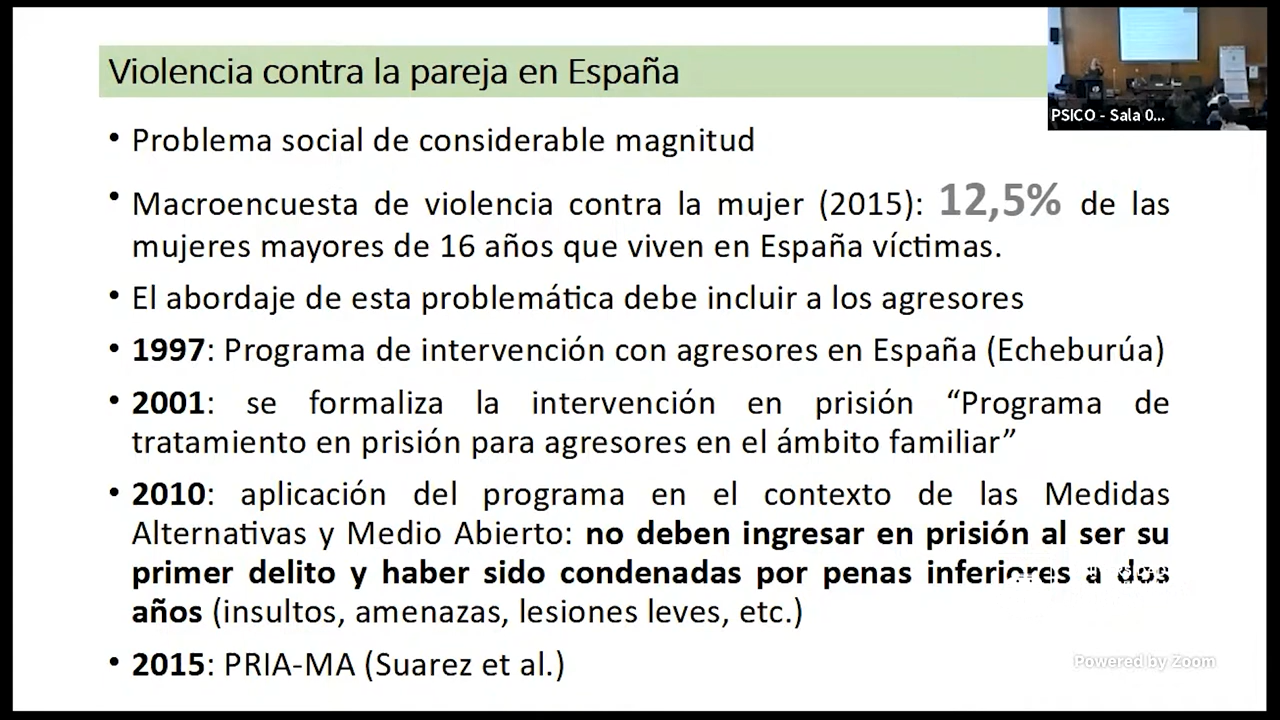 Violencia contra la pareja en España
PSICO - Sala 0...
• Problema social de considerable magnitud
• Macroencuesta de violencia contra la mujer (2015): 12,5% de las
mujeres mayores de 16 años que viven en España víctimas.
• El abordaje de esta problemática debe incluir a los agresores
• 1997: Programa de intervención con agresores en España (Echeburúa)
• 2001: se formaliza la intervención en prisión “Programa de
tratamiento en prisión para agresores en el ámbito familiar”
• 2010: aplicación del programa en el contexto de las Medidas
Alternativas y Medio Abierto: no deben ingresar en prisión al ser su
primer delito y haber sido condenadas por penas inferiores a dos
años (insultos, amenazas, lesiones leves, etc.)
• 2015: PRIA-MA (Suarez et al.)
Powered by Zoom